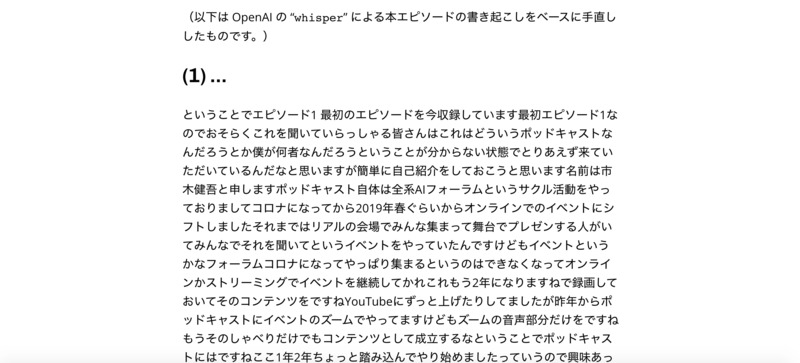 （以下は OpenAI の “whisper” による本エピソードの書き起こしをベースに手直し
したものです。）
(1) ...
ということでエピソード1 最初のエピソードを今収録しています最初エピソード1な
のでおそらくこれを聞いていらっしゃる皆さんはこれはどういうポッドキャストな
んだろうとか僕が何者なんだろうということが分からない状態でとりあえず来てい
ただいているんだなと思いますが簡単に自己紹介をしておこうと思います名前は市
木健吾と申しますポッドキャスト自体は全系AIフォーラムというサクル活動をやっ
ておりましてコロナになってから2019年春ぐらいからオンラインでのイベントにシ
フトしましたそれまではリアルの会場でみんな集まって舞台でプレゼンする人がい
てみんなでそれを聞いてというイベントをやっていたんですけどもイベントという
かなフォーラムコロナになってやっぱり集まるというのはできなくなってオンライ
ンかストリーミングでイベントを継続してかれこれもう2年になりますねで録画して
おいてそのコンテンツをですねYouTubeにずっと上げたりしてましたが昨年からポ
ッドキャストにイベントのズームでやってますけどもズームの音声部分だけをですね
もうそのしゃべりだけでもコンテンツとして成立するなということでポッドキャス
トにはですねここ1年2年ちょっと踏み込んでやり始めましたっていうので興味あっ